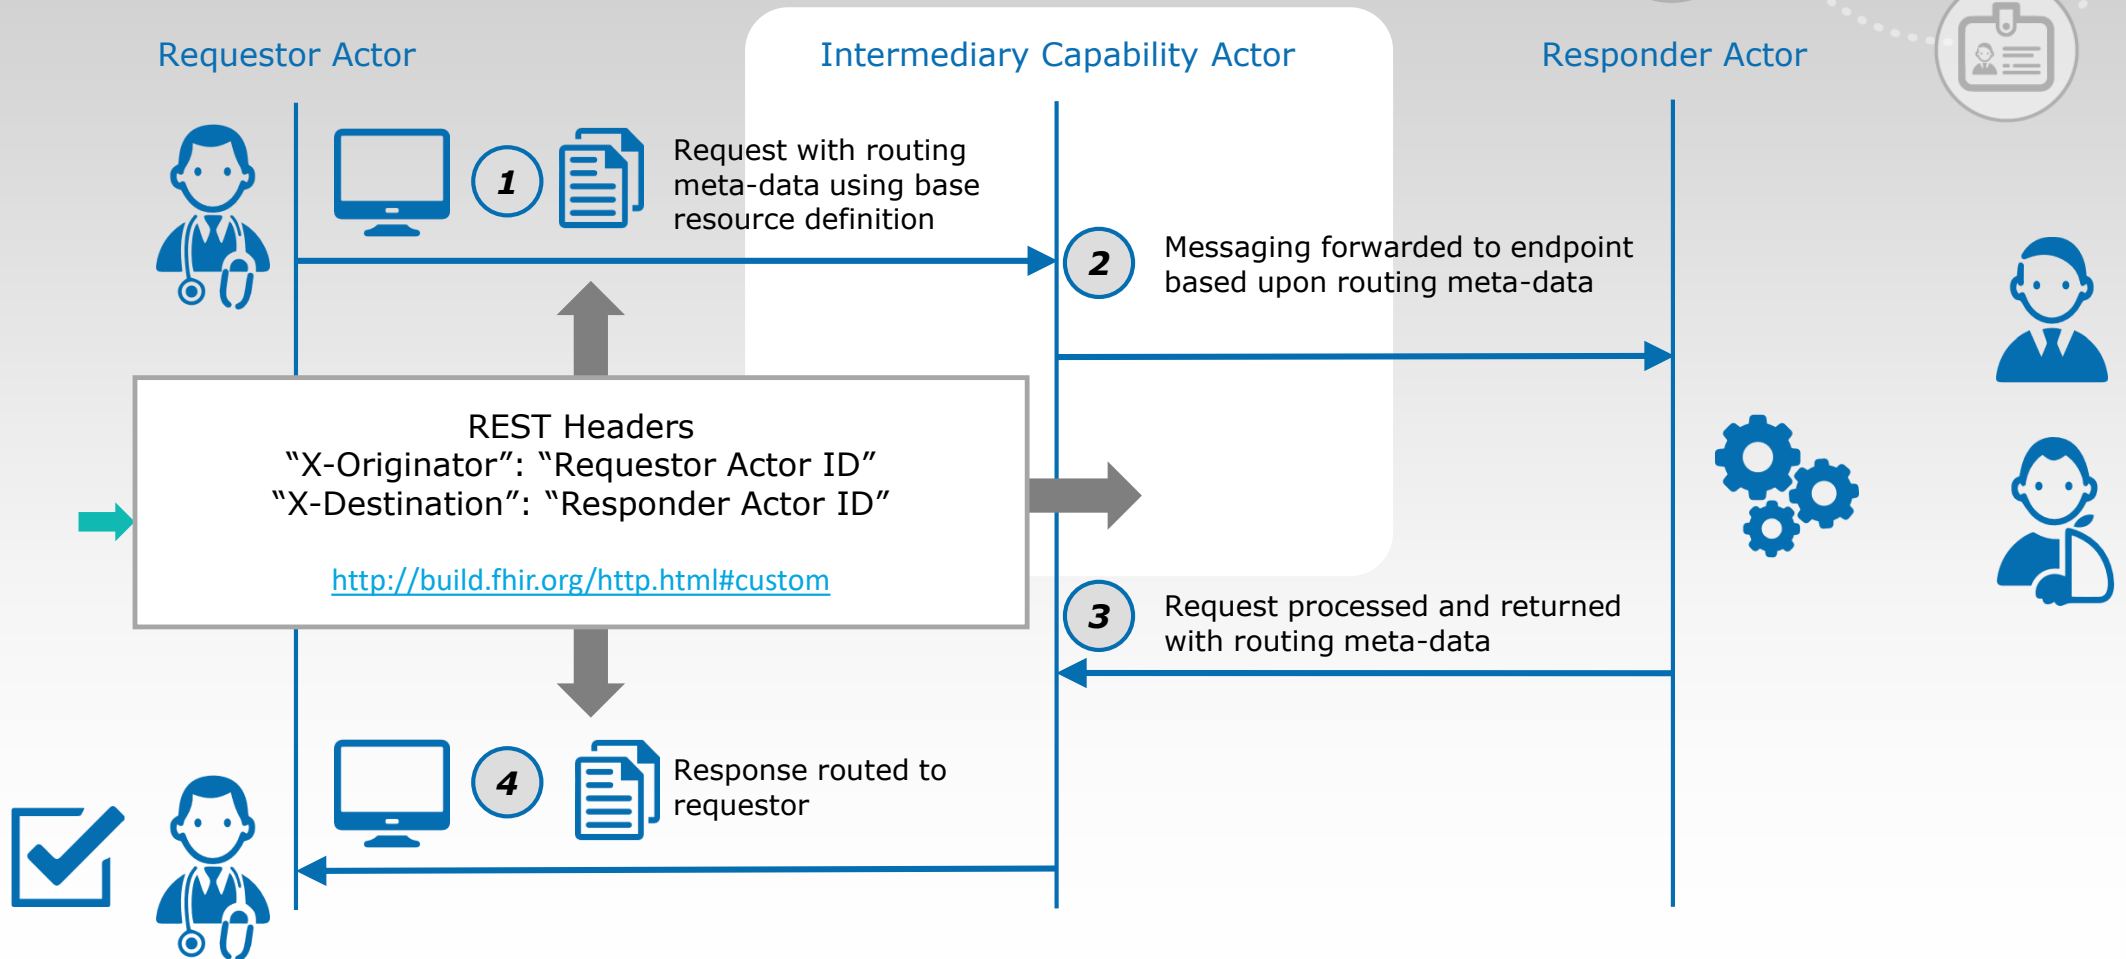 Requestor Actor
Intermediary Capability Actor
Responder Actor
1
Request with routing
meta-data using base
resource definition
2
Messaging forwarded to endpoint
based upon routing meta-data
REST Headers
“X-Originator”: “Requestor Actor ID”
“X-Destination”: “Responder Actor ID”
http://build.fhir.org/http.html#custom
3
Request processed and returned
with routing meta-data
4
Response routed to
requestor